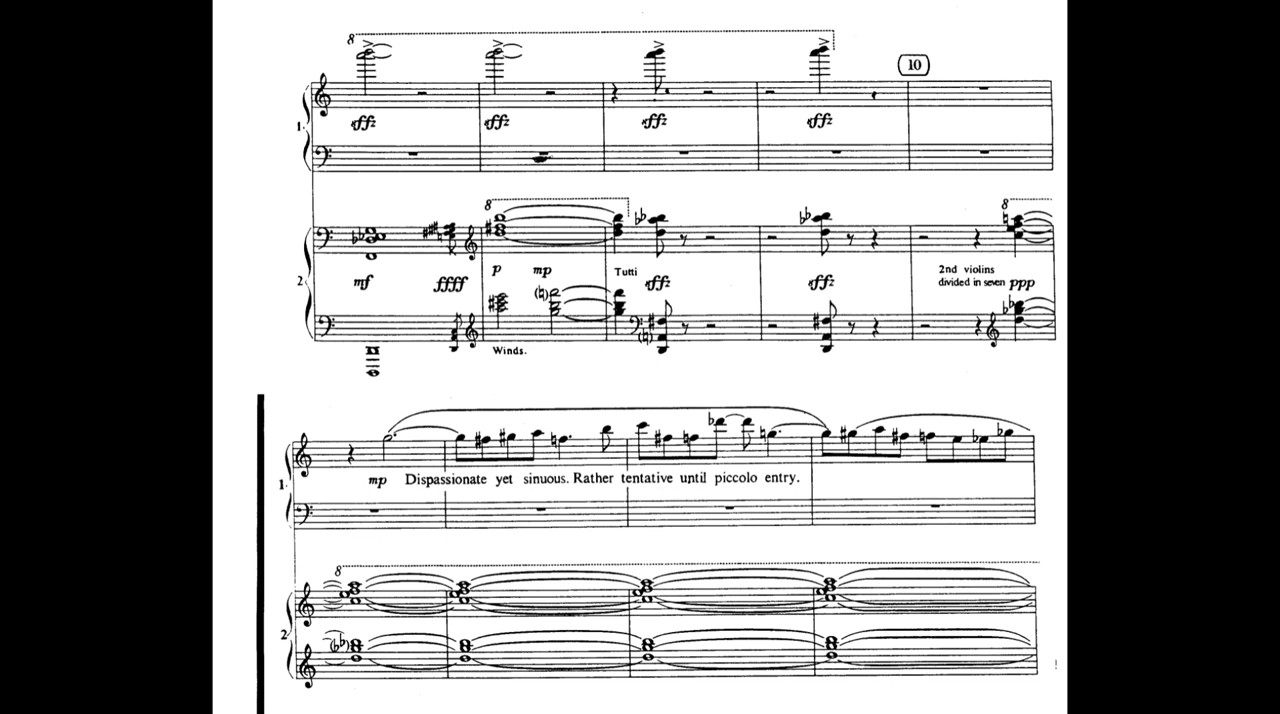 8
10
1.
sffz sffz sffz sffz
8
8
2
mf ffff p mp Tutti sffz sffz 2nd violins
divided in seven ppp
Winds.
1.
mp Dispassionate yet sinuous. Rather tentative until piccolo entry.
8
2